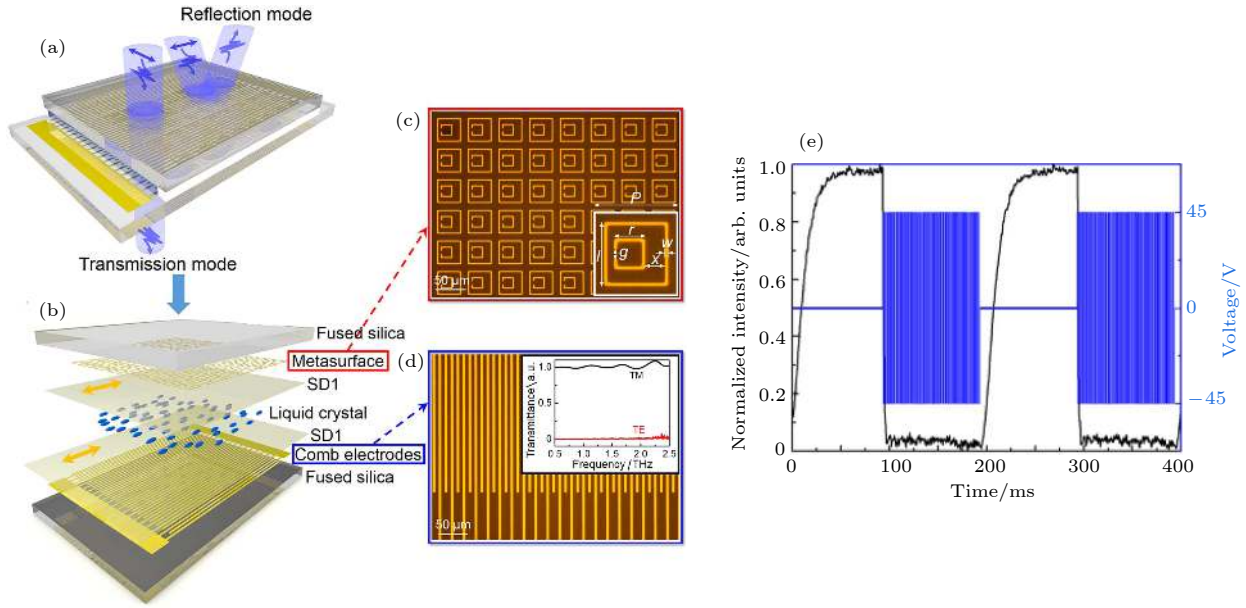 Reflection mode
(a)
Transmission mode
(b)
Fused silica
Metasurface
SD1
Liquid crystal
SD1
Comb electrodes
Fused silica
(c)
P
r
w
l
g
x
50 μm
(d)
50 μm
Transmittance\a.u.
1.0
0.5
0
TM
TE
0.5 1.0 1.5 2.0 2.5
Frequency /THz
(e)
Normalized intensity/arb. units
1.0
0.8
0.6
0.4
0.2
0
0 100 200 300 400
Time/ms
45
0
−45
Voltage/V